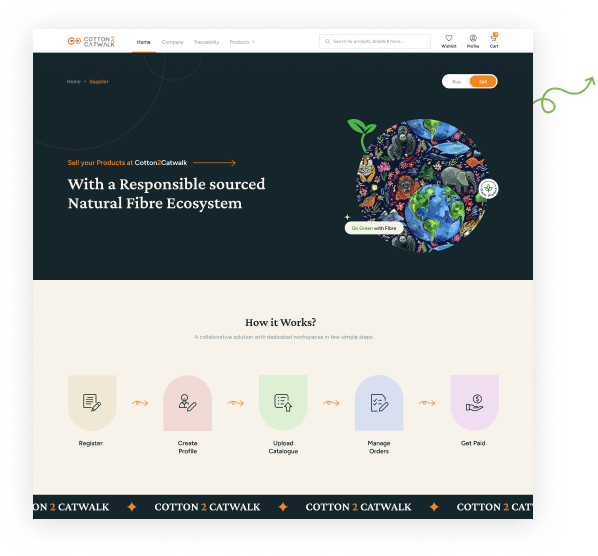 COTTON 2
CATWALK
Home Company Traceability Products
Search for products, brands & more...
Wishlist Profile Cart
Home > Supplier
Buy Sell
Sell your Products at Cotton2Catwalk
With a Responsible sourced
Natural Fibre Ecosystem
Go Green with Fibre
How it Works?
A collaborative solution with dedicated workspaces in few simple steps
Register
Create
Profile
Upload
Catalogue
Manage
Orders
Get Paid
ON 2 CATWALK COTTON 2 CATWALK COTTON 2 CATWALK COTTON 2 CAT